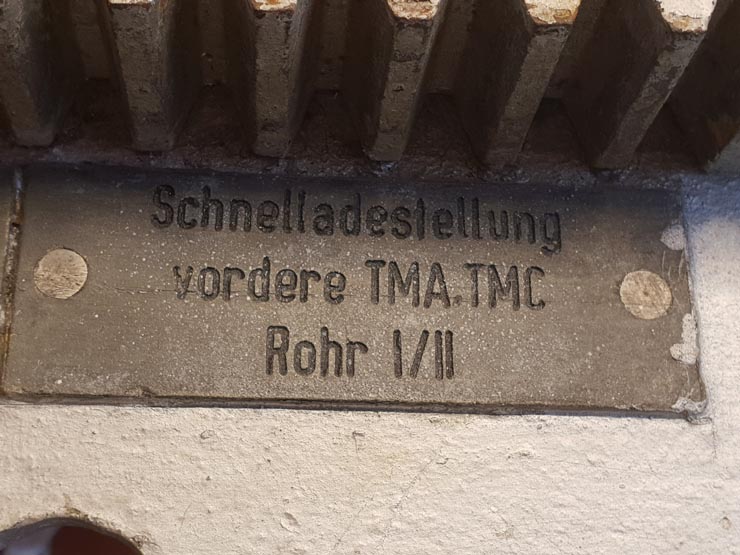 Schnelladestellung
vordere TMA.TMC
Rohr I/II